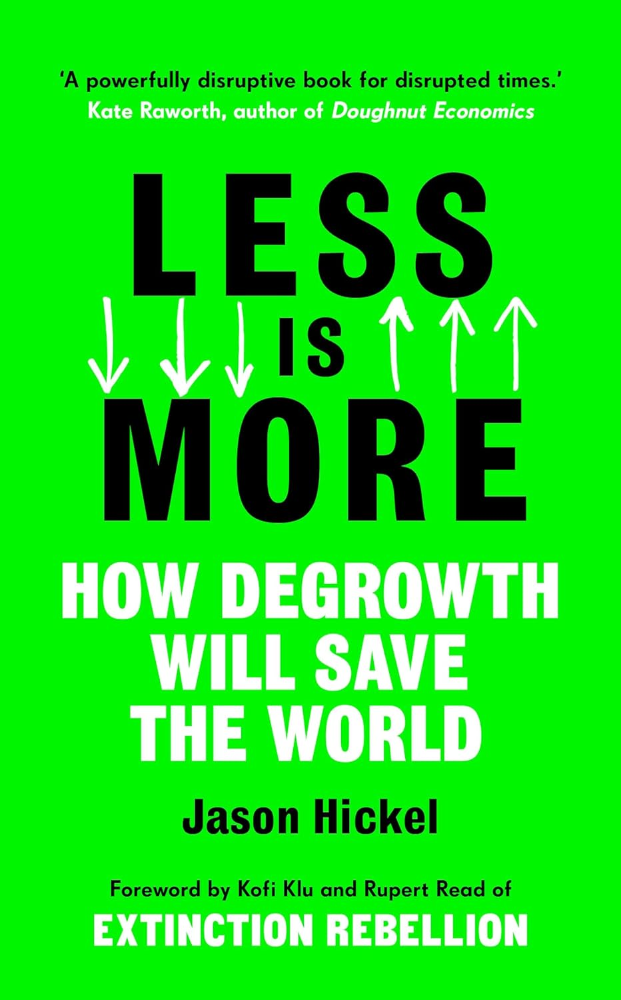 ‘A powerfully disruptive book for disrupted times.’
Kate Raworth, author of Doughnut Economics
LESS
IS
MORE
HOW DEGROWTH
WILL SAVE
THE WORLD
Jason Hickel
Foreword by Kofi Klu and Rupert Read of
EXTINCTION REBELLION